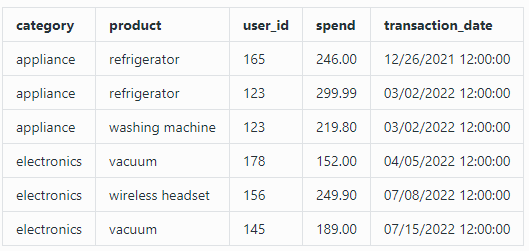 category product user_id spend transaction_date
appliance refrigerator 165 246.00 12/26/2021 12:00:00
appliance refrigerator 123 299.99 03/02/2022 12:00:00
appliance washing machine 123 219.80 03/02/2022 12:00:00
electronics vacuum 178 152.00 04/05/2022 12:00:00
electronics wireless headset 156 249.90 07/08/2022 12:00:00
electronics vacuum 145 189.00 07/15/2022 12:00:00